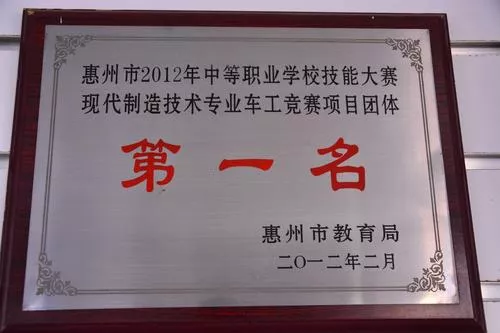 惠州市2012年中等职业学校技能大赛
现代制造技术专业车工竞赛项目团体
第一名
惠州市教育局
二〇一二年二月